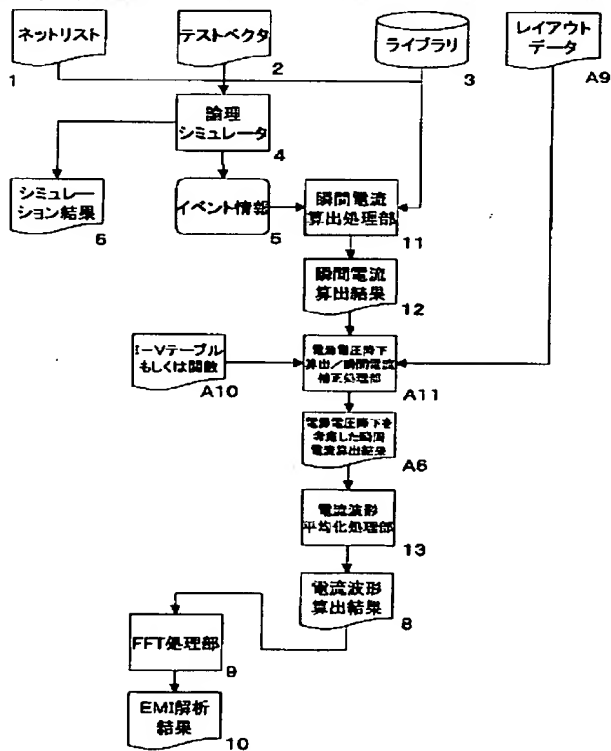 ネットリスト
1
テストベクタ
2
ライブラリ
3
レイアウト
データ
A9
論理
シミュレータ
4
シミュレー
ション結果
6
イベント情報
5
瞬間電流
算出処理部
11
瞬間電流
算出結果
12
I-Vテーブル
もしくは関数
A10
電源電圧降下
算出/瞬間電流
補正処理部
A11
電源電圧降下を
考慮した瞬間
電流算出結果
A6
電流波形
平均化処理部
13
電流波形
算出結果
8
FFT処理部
9
EMI解析
結果
10